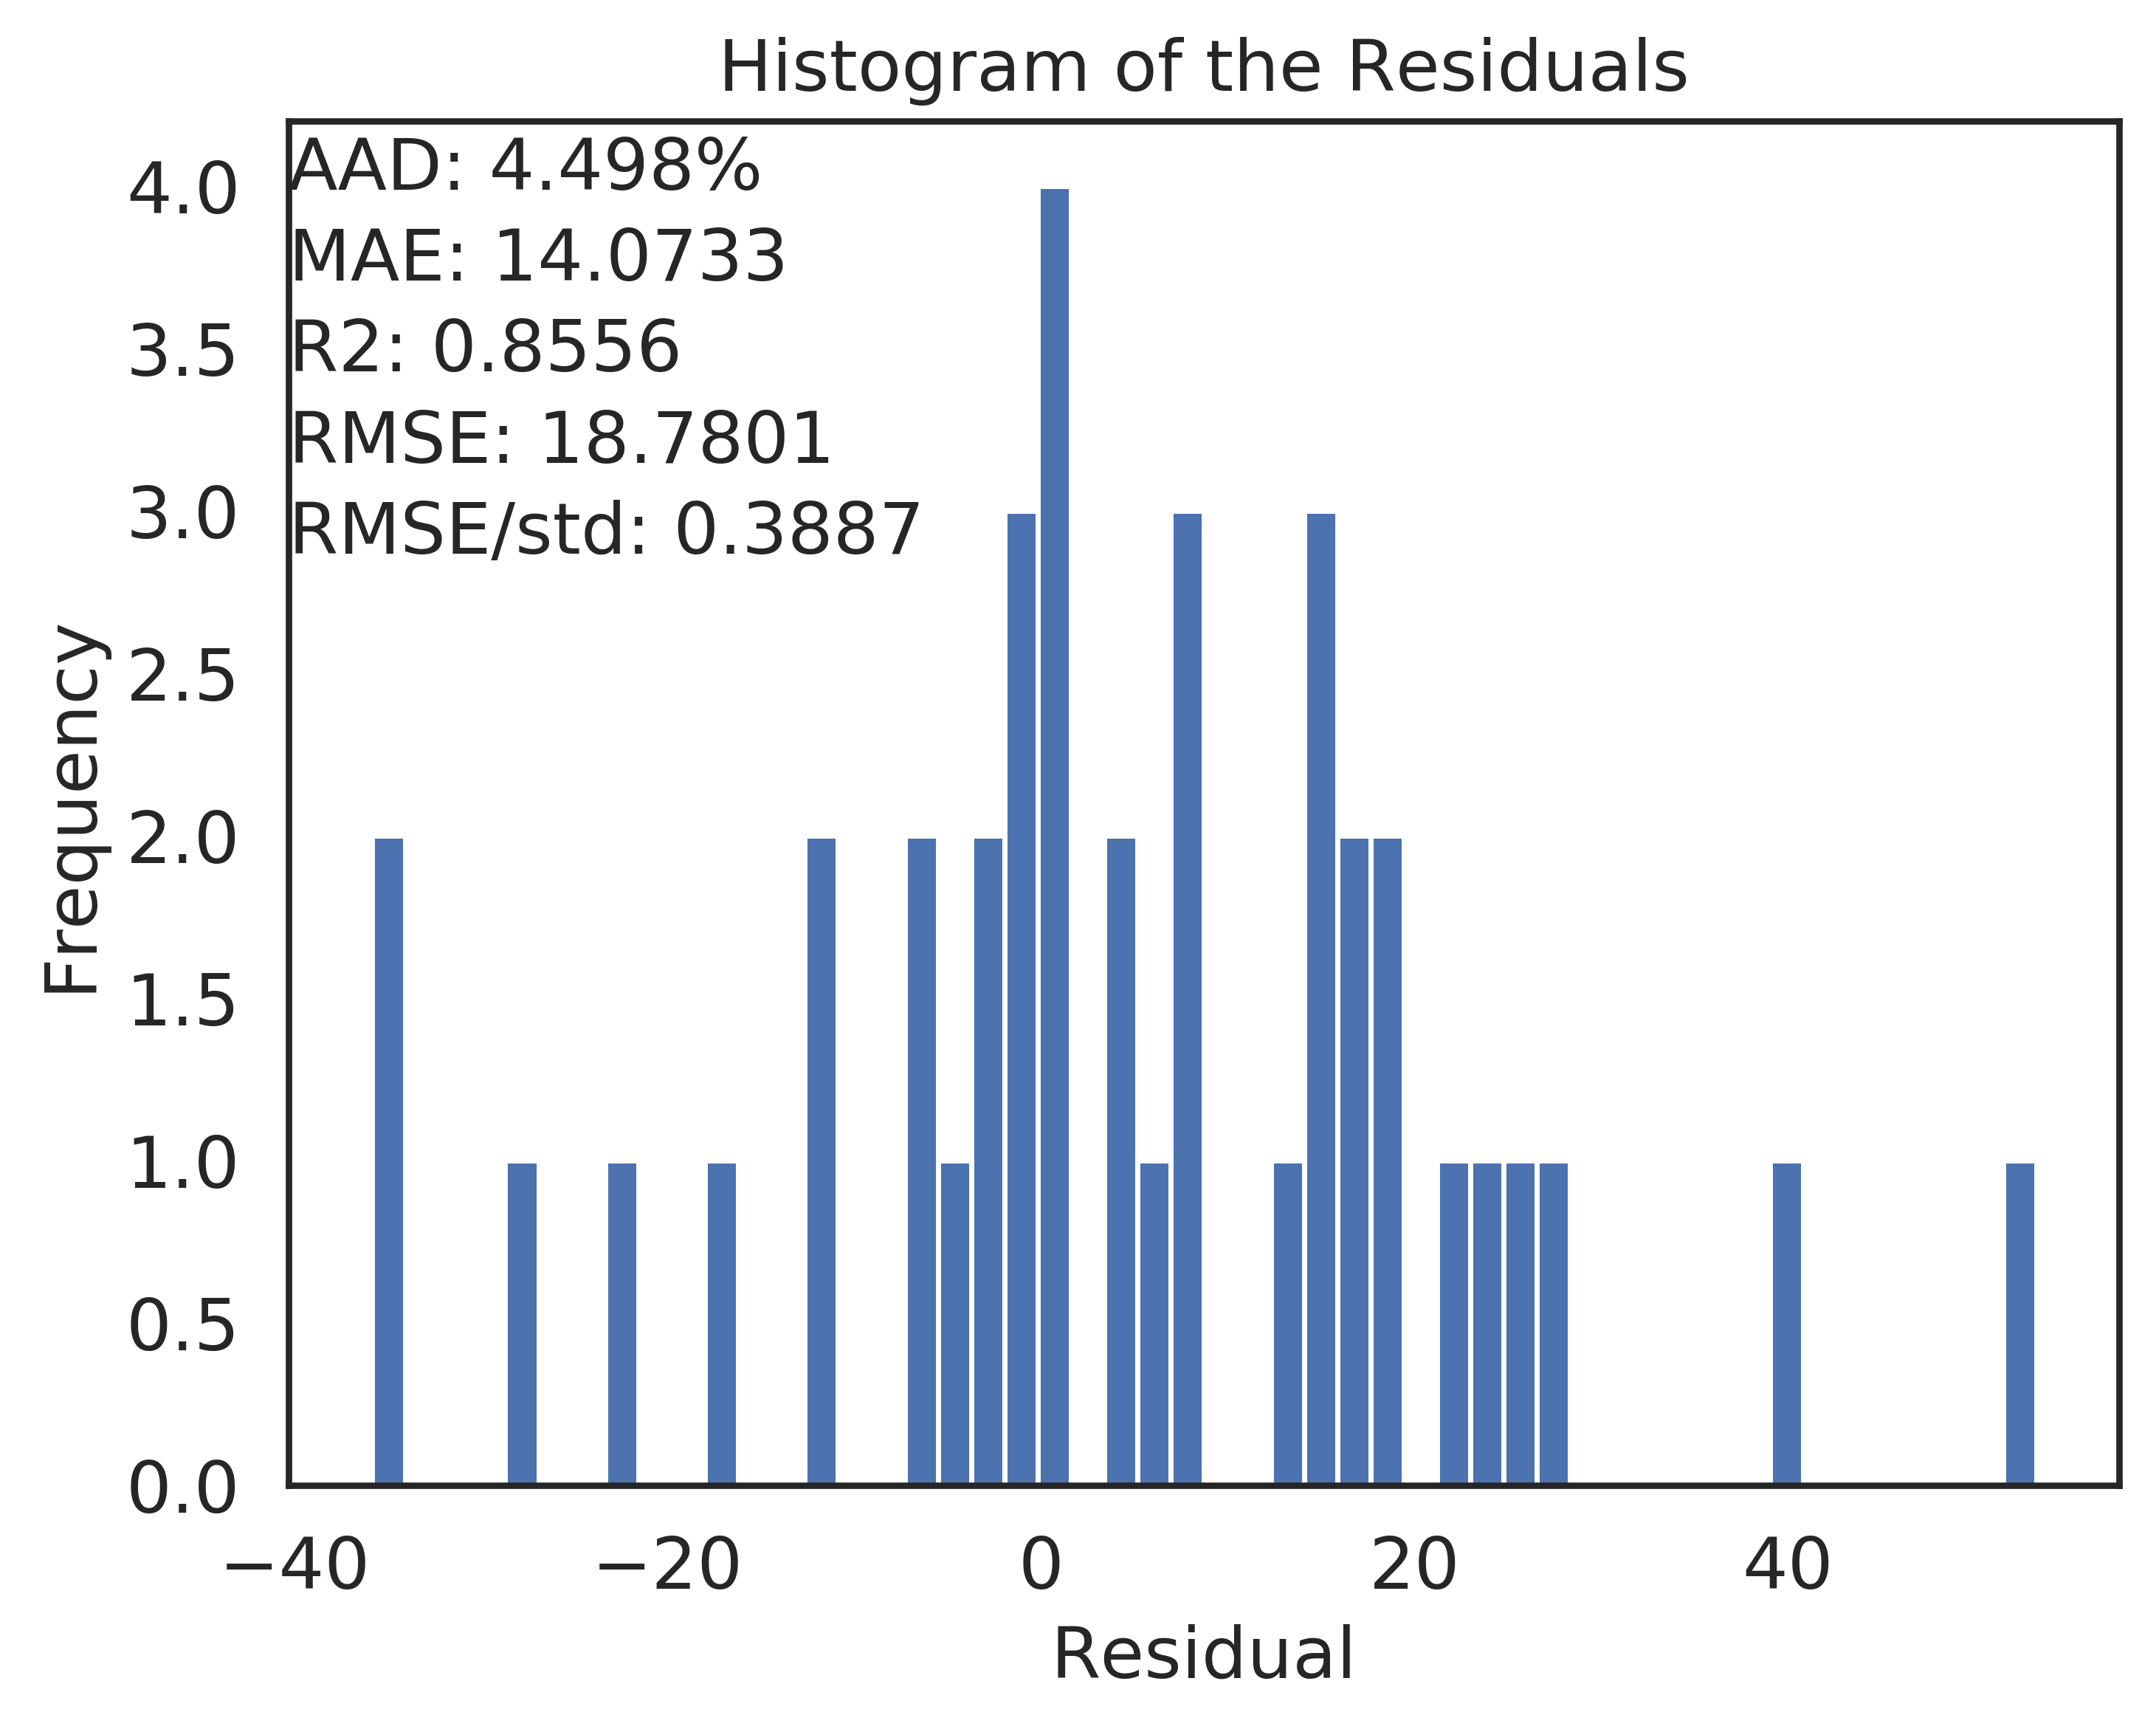 Histogram of the Residuals
AAD: 4.498%
MAE: 14.0733
R2: 0.8556
RMSE: 18.7801
RMSE/std: 0.3887
Frequency
4.0
3.5
3.0
2.5
2.0
1.5
1.0
0.5
0.0
−40 −20 0 20 40
Residual